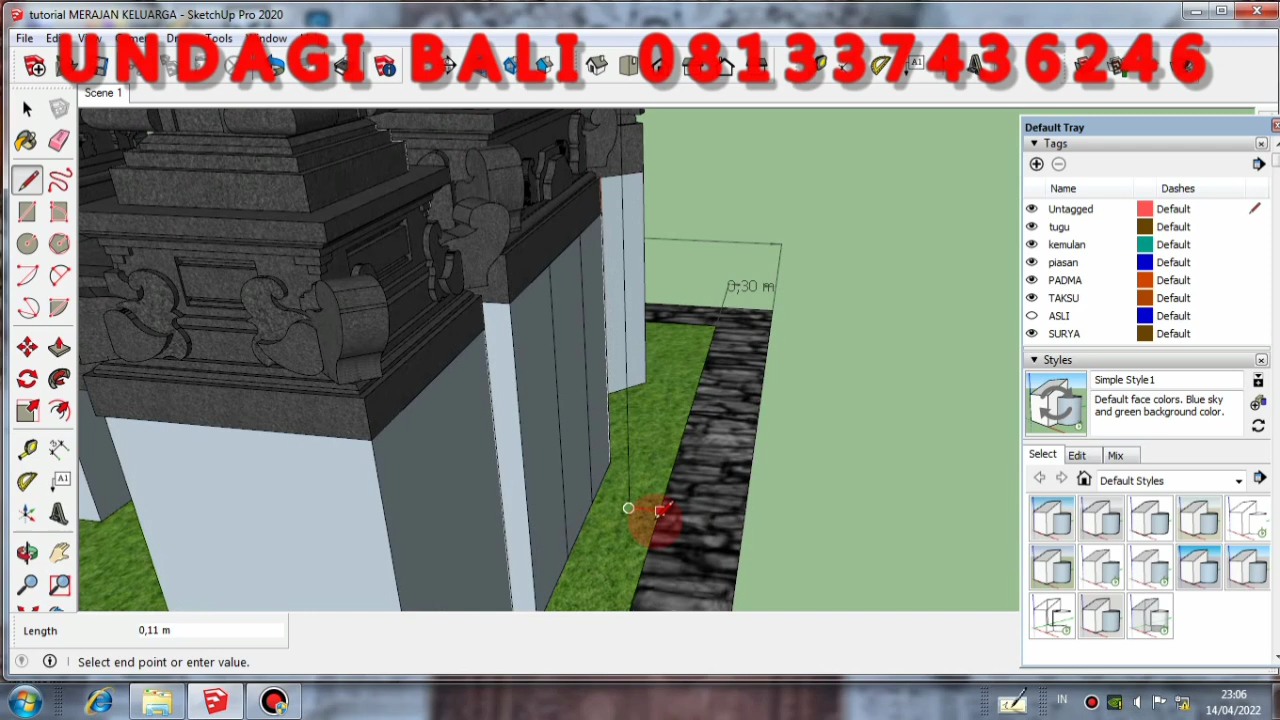 tutorial MERAJAN KELUARGA - SketchUp Pro 2020
File
Tools
UNDAGI BALI 081337436246
Scene 1
A1
Default Tray
Tags
Name Dashes
Untagged Default
tugu Default
kemulan Default
piasan Default
PADMA Default
TAKSU Default
ASLI Default
SURYA Default
Styles
Simple Style1
Default face colors. Blue sky
and green background color.
Select Edit Mix
Default Styles
0,30 m
A1
Length 0,11 m
Select end point or enter value.
IN
23:06
14/04/2022